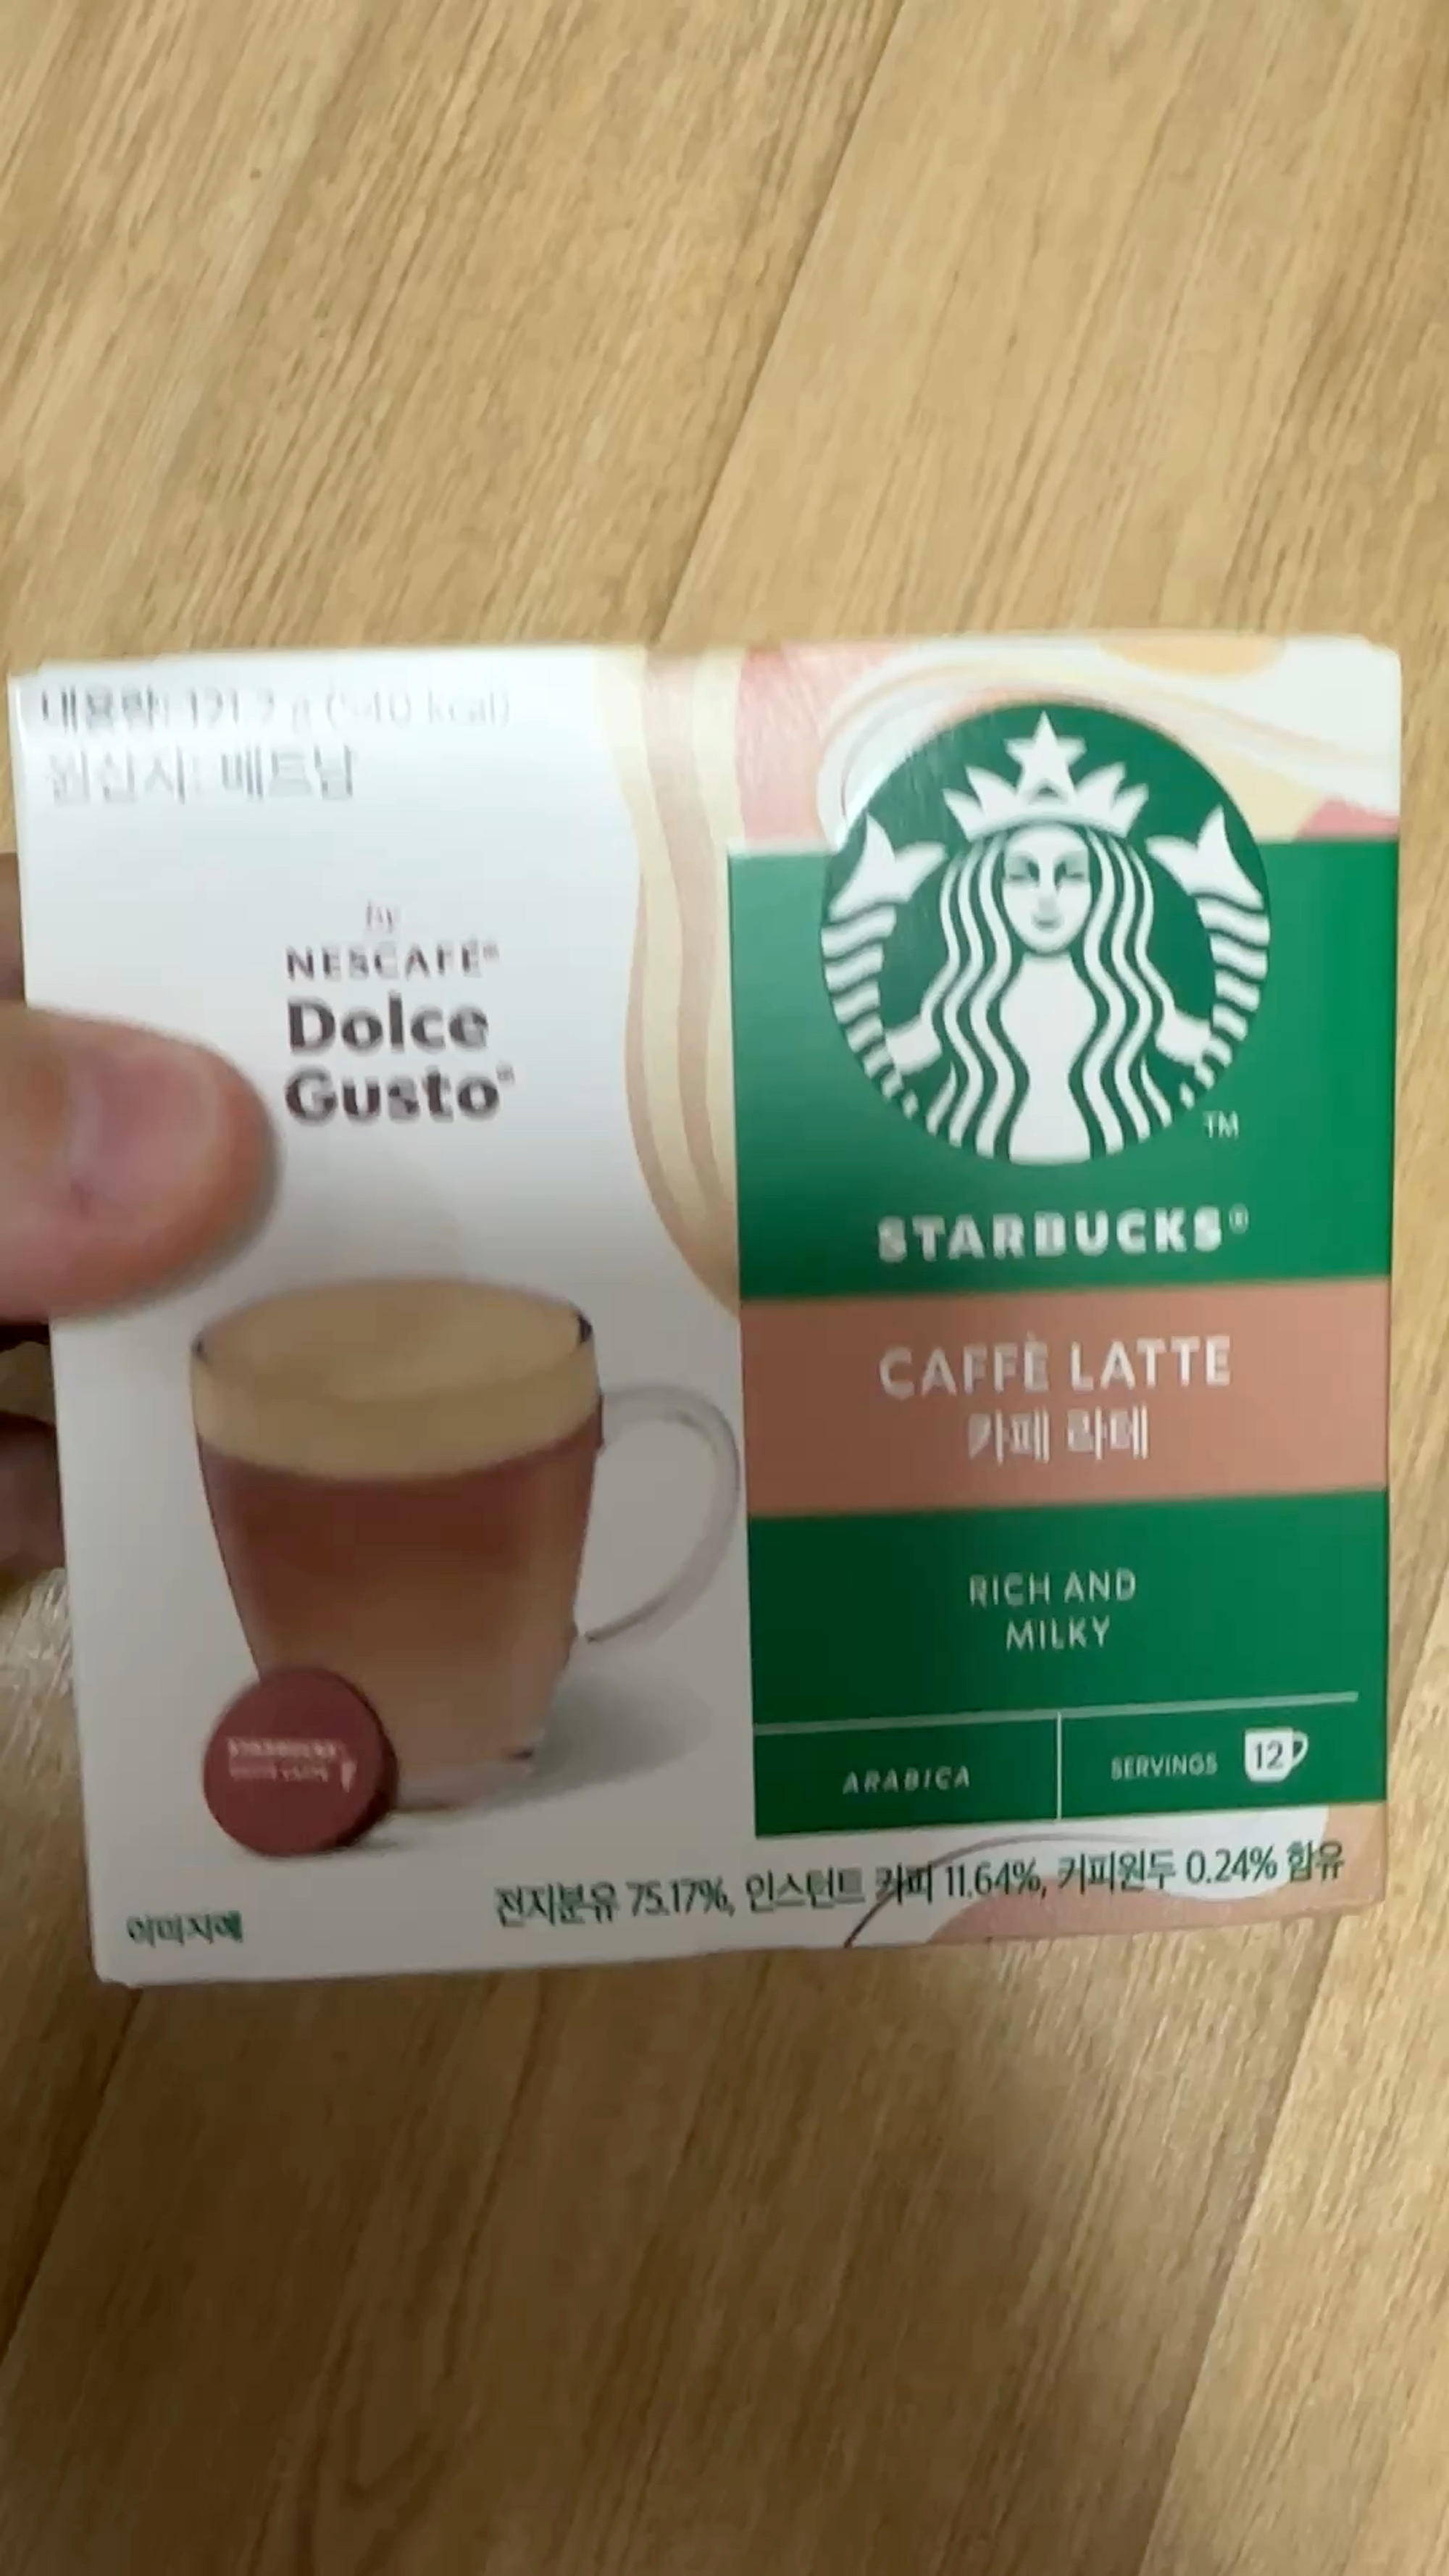 내용량: 121.2 g
원산지: 베트남
by
NESCAFÉ®
Dolce
Gusto®
TM
STARBUCKS®
CAFFÈ LATTE
카페 라떼
RICH AND
MILKY
ARABICA
SERVINGS 12
전지분유 75.17%, 인스턴트 커피 11.64%, 커피원두 0.24% 함유
이미지예